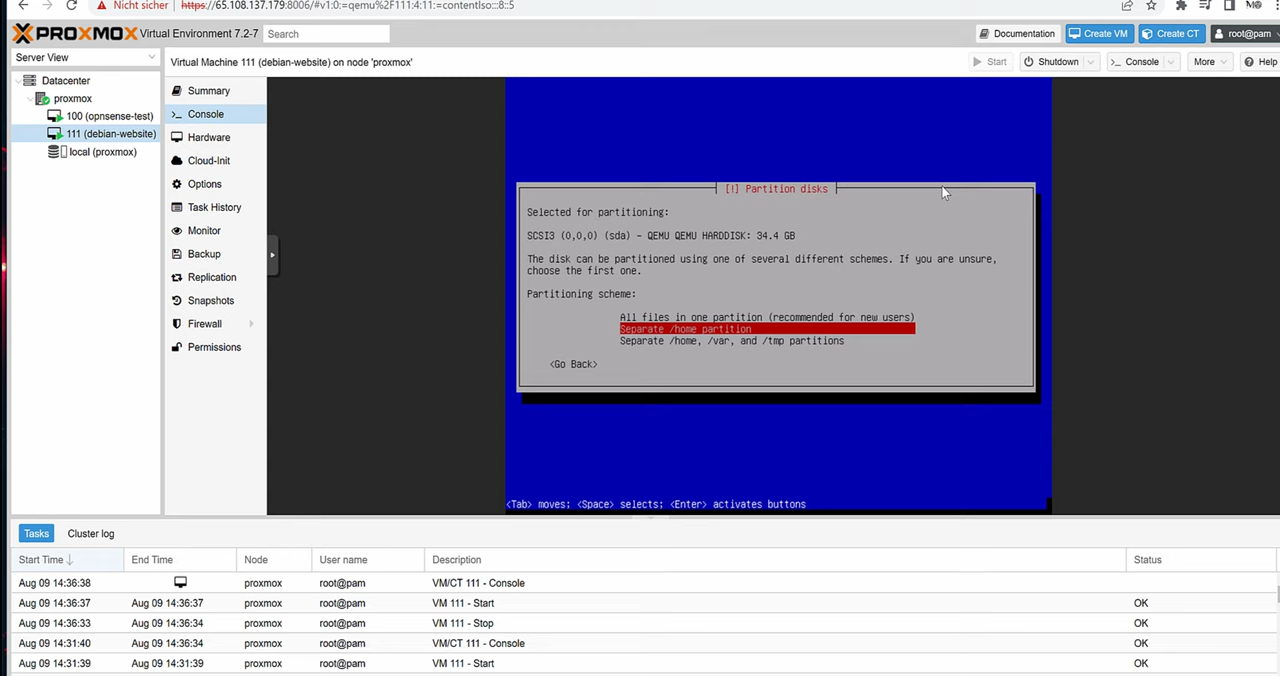 Nicht sicher https://65.108.137.179:8006/#v1:0:=qemu%2F111:4:11:=contentIso:::8::5
PROXMOX Virtual Environment 7.2-7 Search Documentation Create VM Create CT root@pam
Server View
Virtual Machine 111 (debian-website) on node 'proxmox' Start Shutdown Console More Help
Datacenter
proxmox
100 (opnsense-test)
111 (debian-website)
local (proxmox)
Summary
>_ Console
Hardware
Cloud-Init
Options
Task History
Monitor
Backup
Replication
Snapshots
Firewall
Permissions
[!] Partition disks
Selected for partitioning:
SCSI3 (0,0,0) (sda) - QEMU QEMU HARDDISK: 34.4 GB
The disk can be partitioned using one of several different schemes. If you are unsure,
choose the first one.
Partitioning scheme:
All files in one partition (recommended for new users)
Separate /home partition
Separate /home, /var, and /tmp partitions
<Go Back>
<Tab> moves; <Space> selects; <Enter> activates buttons
Tasks Cluster log
Start Time End Time Node User name Description Status
Aug 09 14:36:38 proxmox root@pam VM/CT 111 - Console
Aug 09 14:36:37 Aug 09 14:36:37 proxmox root@pam VM 111 - Start OK
Aug 09 14:36:33 Aug 09 14:36:34 proxmox root@pam VM 111 - Stop OK
Aug 09 14:31:40 Aug 09 14:36:34 proxmox root@pam VM/CT 111 - Console OK
Aug 09 14:31:39 Aug 09 14:31:39 proxmox root@pam VM 111 - Start OK